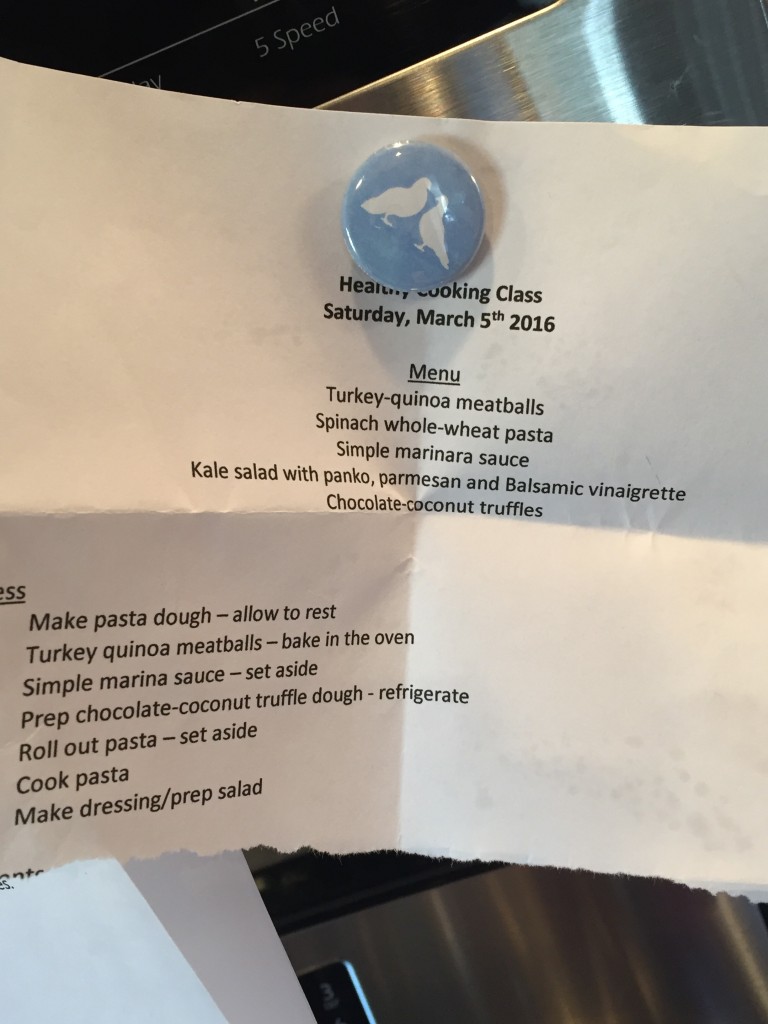 5 Speed
Healthy Cooking Class
Saturday, March 5th 2016
Menu
Turkey-quinoa meatballs
Spinach whole-wheat pasta
Simple marinara sauce
Kale salad with panko, parmesan and Balsamic vinaigrette
Chocolate-coconut truffles
ess
Make pasta dough – allow to rest
Turkey quinoa meatballs – bake in the oven
Simple marina sauce – set aside
Prep chocolate-coconut truffle dough - refrigerate
Roll out pasta – set aside
Cook pasta
Make dressing/prep salad